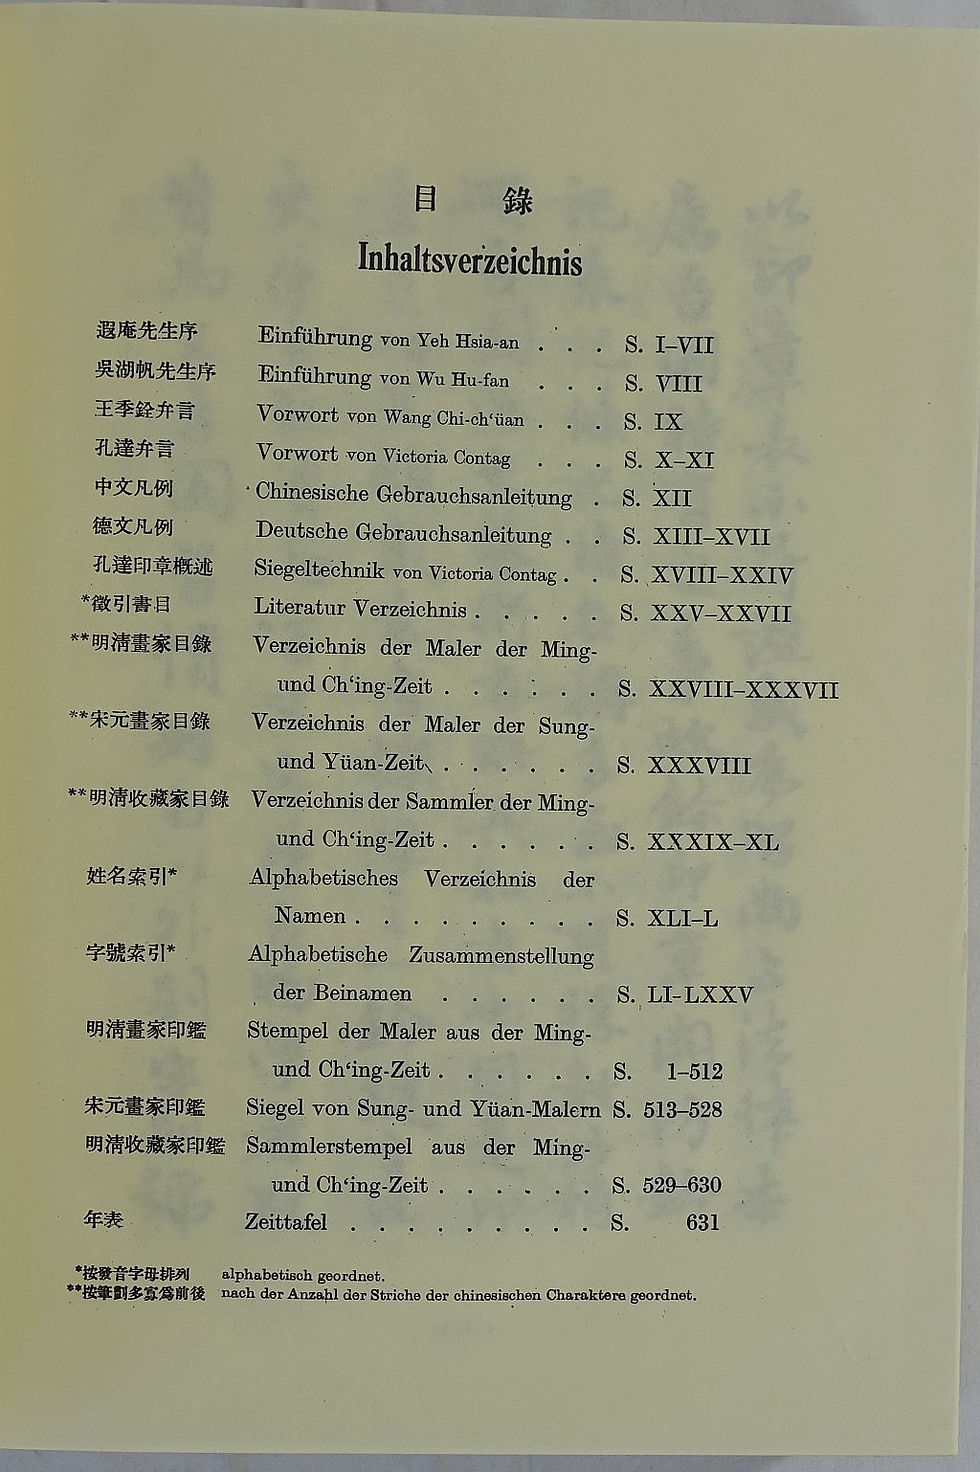 目 錄
Inhaltsverzeichnis
遐庵先生序 Einführung von Yeh Hsia-an . . . S. I–VII
吳湖帆先生序 Einführung von Wu Hu-fan . . . S. VIII
王季銓弁言 Vorwort von Wang Chi-ch‘üan . . . S. IX
孔達弁言 Vorwort von Victoria Contag . . . S. X–XI
中文凡例 Chinesische Gebrauchsanleitung . S. XII
德文凡例 Deutsche Gebrauchsanleitung . . S. XIII–XVII
孔達印章概述 Siegeltechnik von Victoria Contag . . S. XVIII–XXIV
*徵引書目 Literatur Verzeichnis . . . . . S. XXV–XXVII
**明清畫家目錄 Verzeichnis der Maler der Ming-
und Ch‘ing-Zeit . . . . . . S. XXVIII–XXXVII
**宋元畫家目錄 Verzeichnis der Maler der Sung-
und Yüan-Zeit . . . . . . S. XXXVIII
**明清收藏家目錄 Verzeichnis der Sammler der Ming-
und Ch‘ing-Zeit . . . . . . S. XXXIX–XL
姓名索引* Alphabetisches Verzeichnis der
Namen . . . . . . . . . S. XLI–L
字號索引* Alphabetische Zusammenstellung
der Beinamen . . . . . . S. LI–LXXV
明清畫家印鑑 Stempel der Maler aus der Ming-
und Ch‘ing-Zeit . . . . . . S. 1–512
宋元畫家印鑑 Siegel von Sung- und Yüan-Malern S. 513–528
明清收藏家印鑑 Sammlerstempel aus der Ming-
und Ch‘ing-Zeit . . . . . . S. 529–630
年表 Zeittafel . . . . . . . . . S. 631
*按發音字母排列 alphabetisch geordnet.
**按筆劃多寡爲前後 nach der Anzahl der Striche der chinesischen Charaktere geordnet.